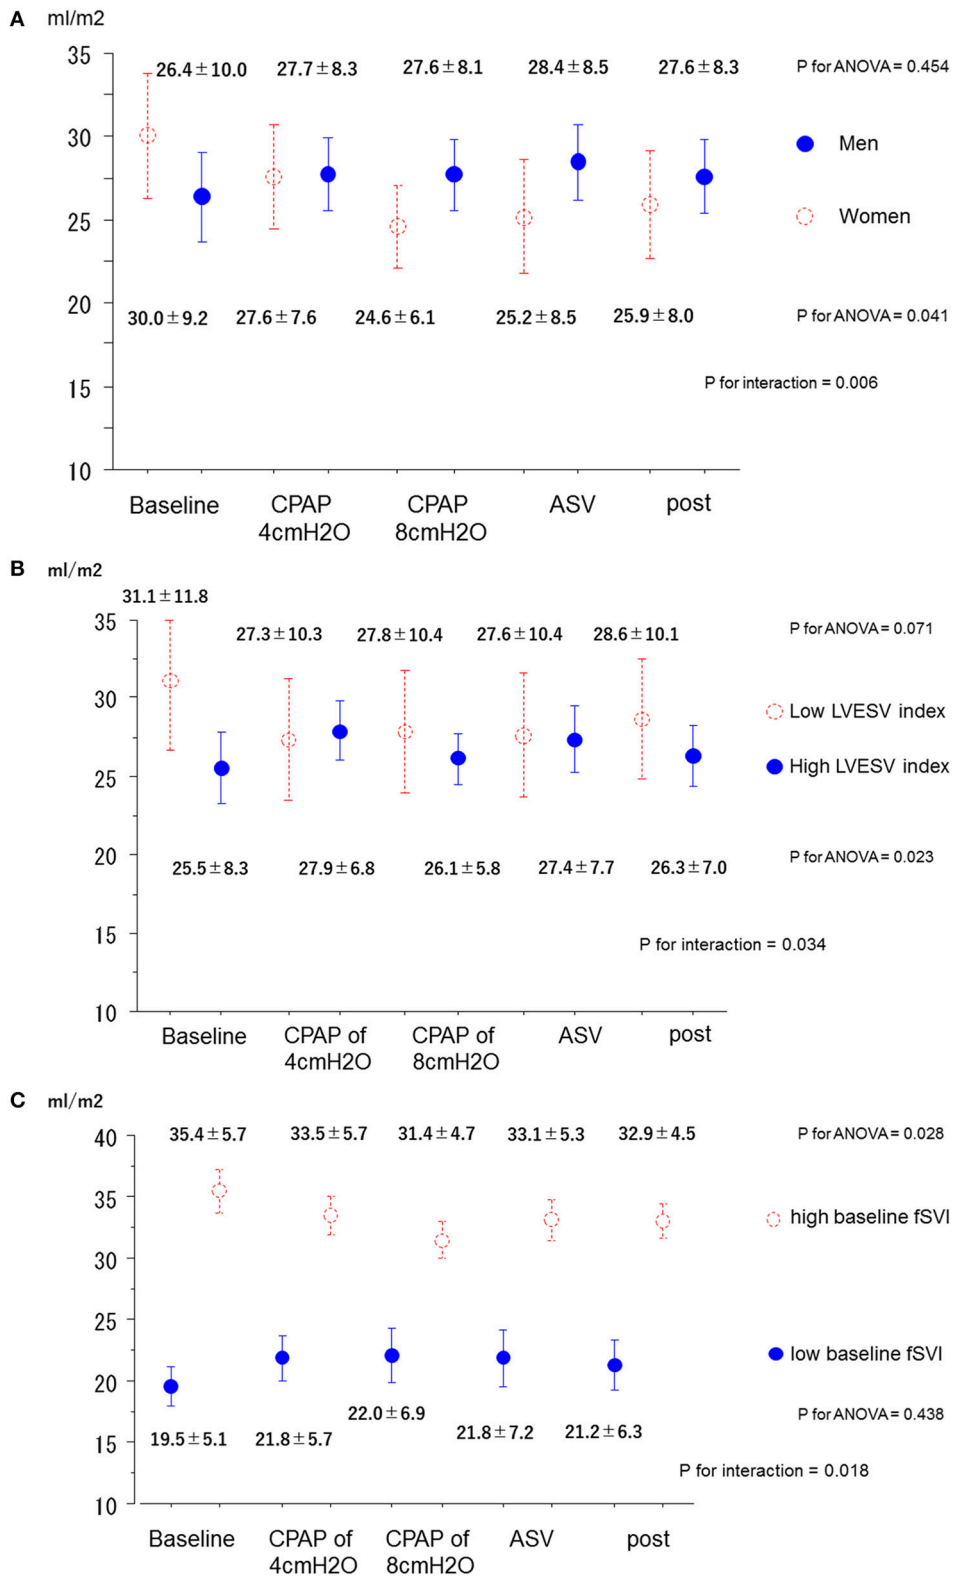 A ml/m2
35
26.4±10.0 27.7±8.3 27.6±8.1 28.4±8.5 27.6±8.3 P for ANOVA = 0.454
30
Men
25
Women
20
30.0±9.2 27.6±7.6 24.6±6.1 25.2±8.5 25.9±8.0 P for ANOVA = 0.041
15
P for interaction = 0.006
10
Baseline CPAP CPAP ASV post
4cmH2O 8cmH2O
B ml/m2
31.1±11.8
35
27.3±10.3 27.8±10.4 27.6±10.4 28.6±10.1 P for ANOVA = 0.071
30
Low LVESV index
High LVESV index
25
20
25.5±8.3 27.9±6.8 26.1±5.8 27.4±7.7 26.3±7.0 P for ANOVA = 0.023
15
P for interaction = 0.034
10
Baseline CPAP of CPAP of ASV post
4cmH2O 8cmH2O
C ml/m2
40 35.4±5.7 33.5±5.7 31.4±4.7 33.1±5.3 32.9±4.5 P for ANOVA = 0.028
35
high baseline fSVI
30
25
low baseline fSVI
20
22.0±6.9 P for ANOVA = 0.438
15 19.5±5.1 21.8±5.7 21.8±7.2 21.2±6.3
P for interaction = 0.018
10
Baseline CPAP of CPAP of ASV post
4cmH2O 8cmH2O